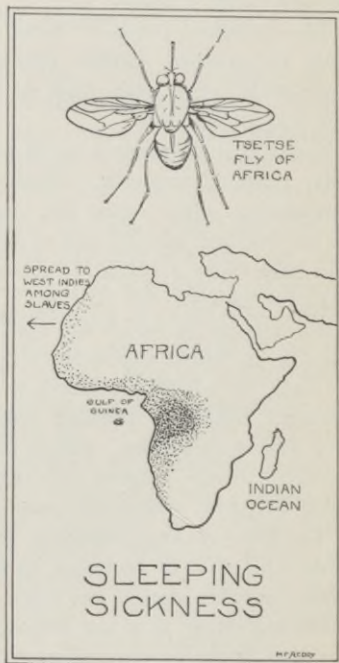 TSETSE
FLY OF
AFRICA
SPREAD TO
WEST INDIES
AMONG
SLAVES
AFRICA
GULF OF
GUINEA
INDIAN
OCEAN
SLEEPING
SICKNESS